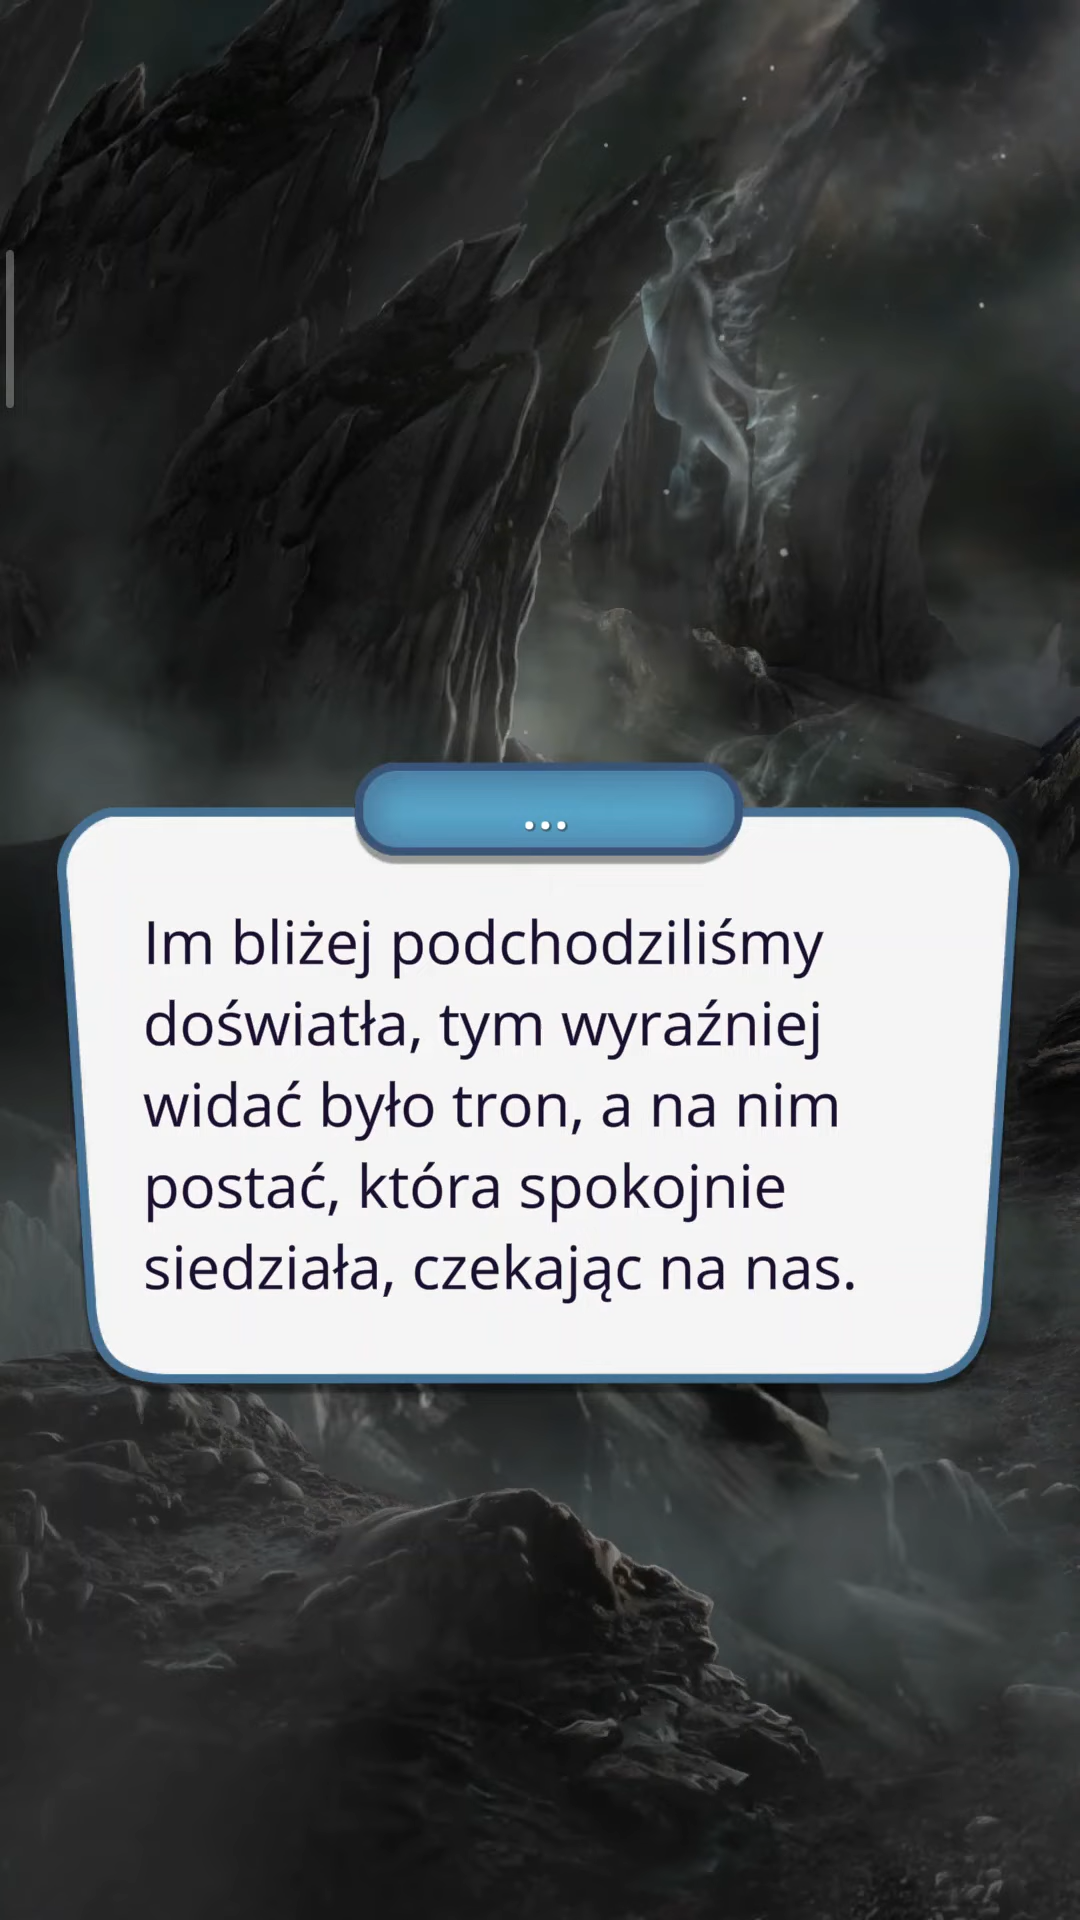 ...
Im bliżej podchodziliśmy
doświatła, tym wyraźniej
widać było tron, a na nim
postać, która spokojnie
siedziała, czekając na nas.